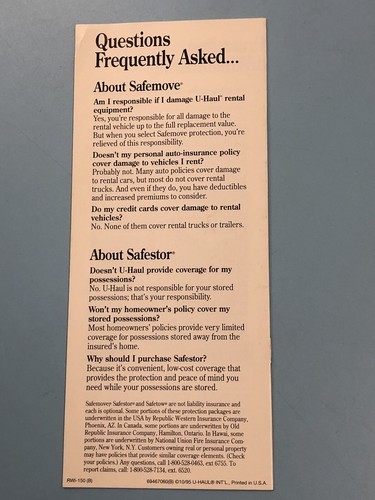 Questions
Frequently Asked...
About Safemove®
Am I responsible if I damage U-Haul® rental
equipment?
Yes, you're responsible for all damage to the
rental vehicle up to the full replacement value.
But when you select Safemove protection, you're
relieved of this responsibility.
Doesn't my personal auto-insurance policy
cover damage to vehicles I rent?
Probably not. Many auto policies cover damage
to rental cars, but most do not cover rental
trucks. And even if they do, you have deductibles
and increased premiums to consider.
Do my credit cards cover damage to rental
vehicles?
No. None of them cover rental trucks or trailers.
About Safestor®
Doesn't U-Haul provide coverage for my
possessions?
No. U-Haul is not responsible for your stored
possessions; that's your responsibility.
Won't my homeowner's policy cover my
stored possessions?
Most homeowners' policies provide very limited
coverage for possessions stored away from the
insured's home.
Why should I purchase Safestor?
Because it's convenient, low-cost coverage that
provides the protection and peace of mind you
need while your possessions are stored.
Safemove® Safestor® and Safetow® are not liability insurance and
each is optional. Some portions of these protection packages are
underwritten in the USA by Republic Western Insurance Company,
Phoenix, AZ. In Canada, some portions are underwritten by Old
Republic Insurance Company, Hamilton, Ontario. In Hawaii, some
portions are underwritten by National Union Fire Insurance Com-
pany, New York, N.Y. Customers owning real or personal property
may have policies that provide similar coverage elements. (Check
your policies.) Any questions, call 1-800-528-0463, ext 6755. To
report claims, call: 1-800-528-7134, ext. 6520.
RWI-150 (B) 69467060(B) ©10/95 U-HAUL® INT'L., Printed in U.S.A.